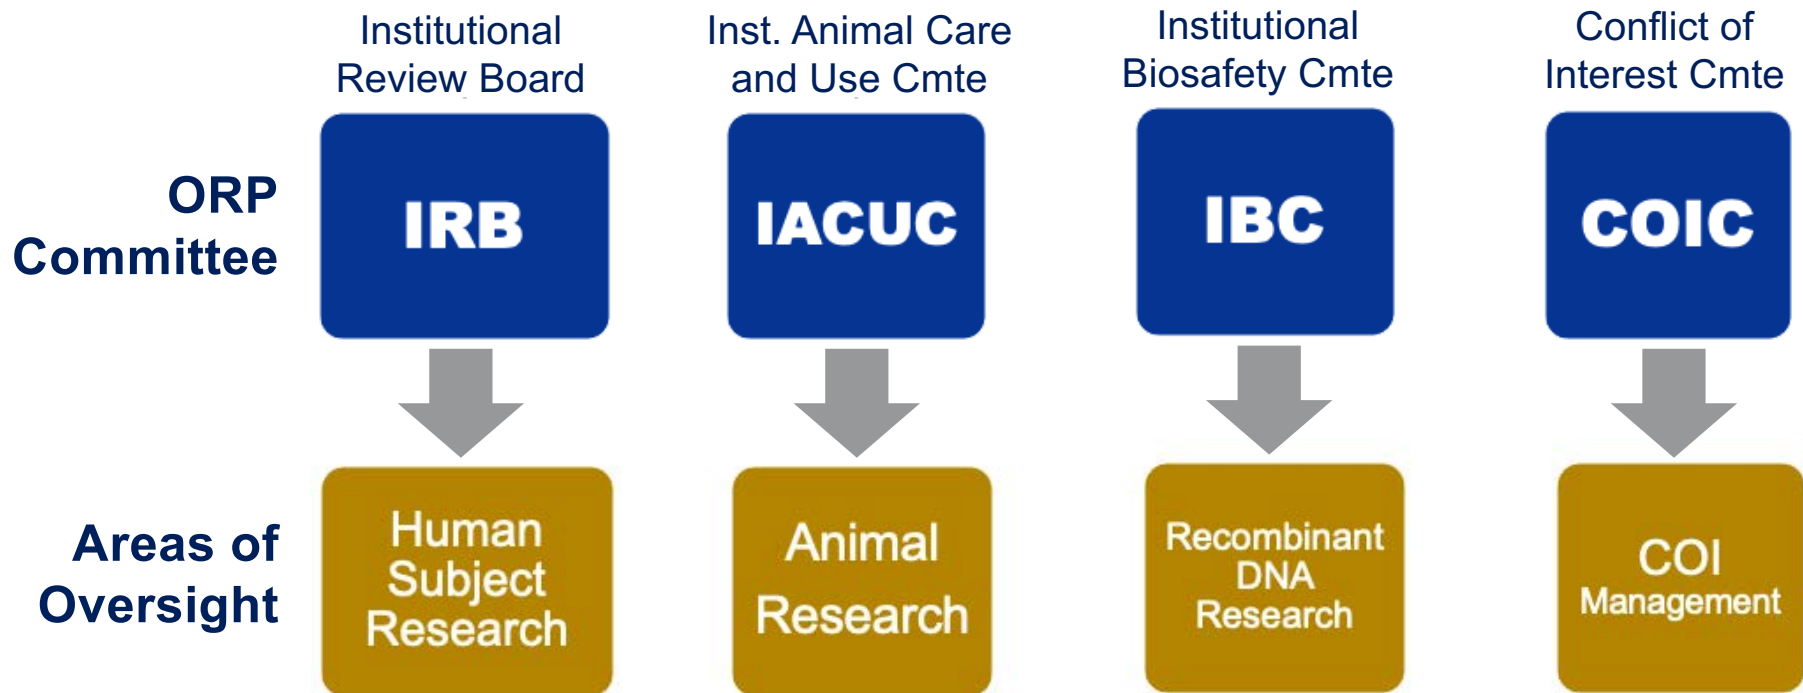 Institutional
Review Board
Inst. Animal Care
and Use Cmte
Institutional
Biosafety Cmte
Conflict of
Interest Cmte
ORP
Committee
IRB
IACUC
IBC
COIC
Areas of
Oversight
Human
Subject
Research
Animal
Research
Recombinant
DNA
Research
COI
Management